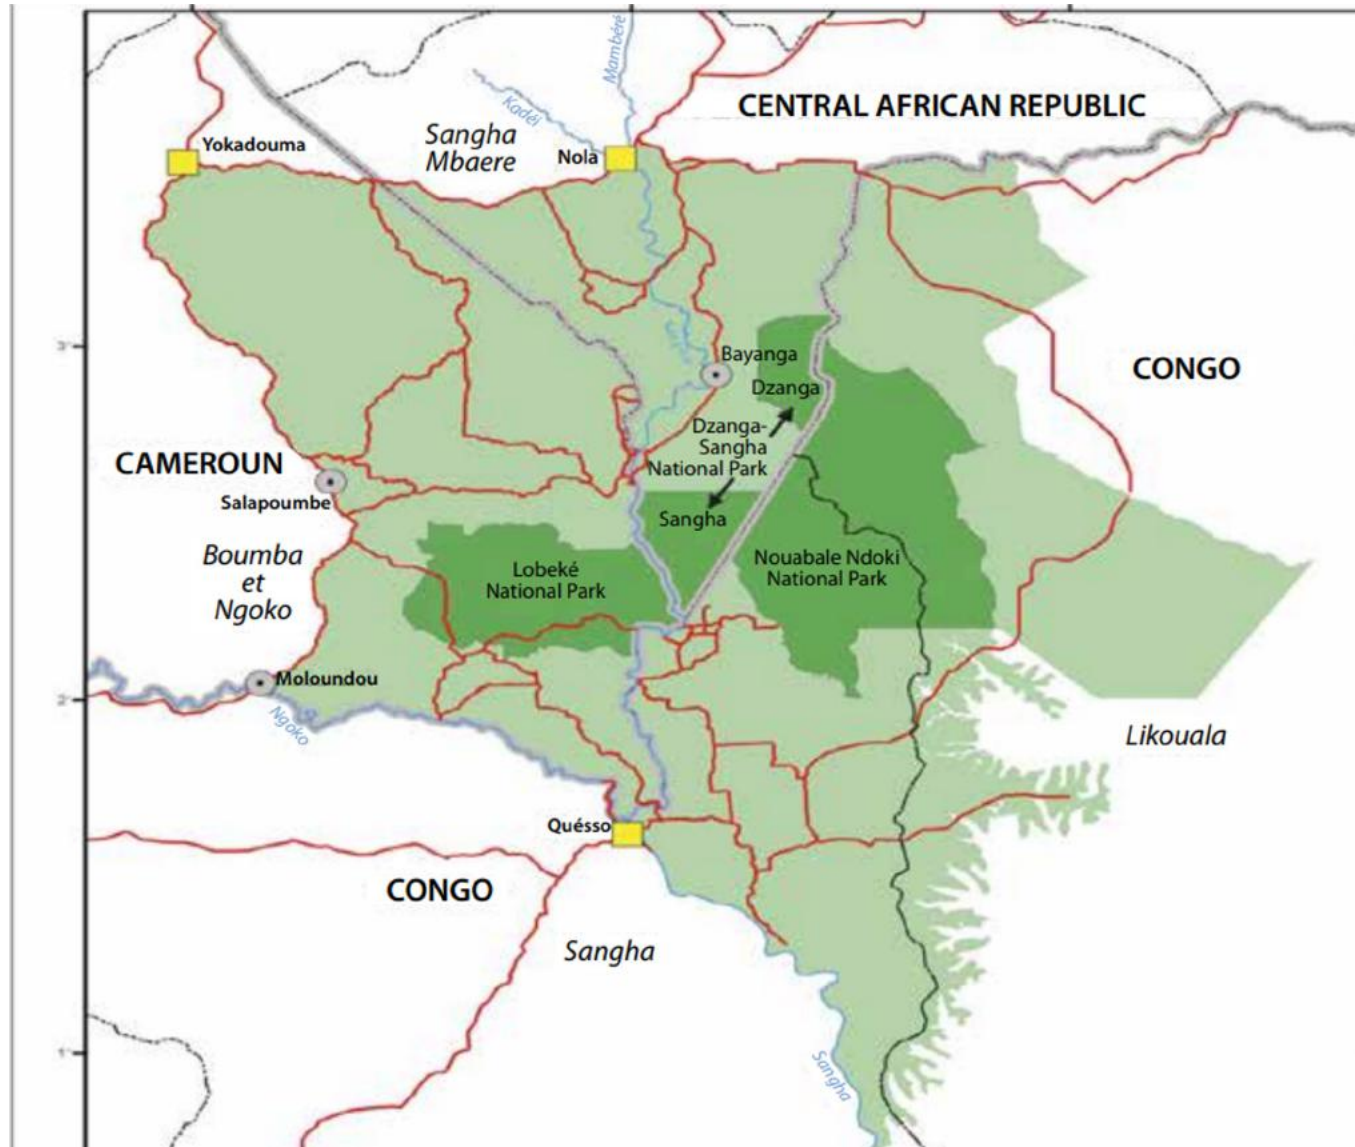 Mambéré
Kadéi
CENTRAL AFRICAN REPUBLIC
Sangha
Mbaere
Yokadouma
Nola
3°
Bayanga
CONGO
Dzanga
Dzanga-
Sangha
National Park
CAMEROUN
Salapoumbe
Sangha
Boumba
et
Ngoko
Lobeké
National Park
Nouabale Ndoki
National Park
Moloundou
2°
Ngoko
Likouala
Quésso
CONGO
Sangha
1°
Sangha